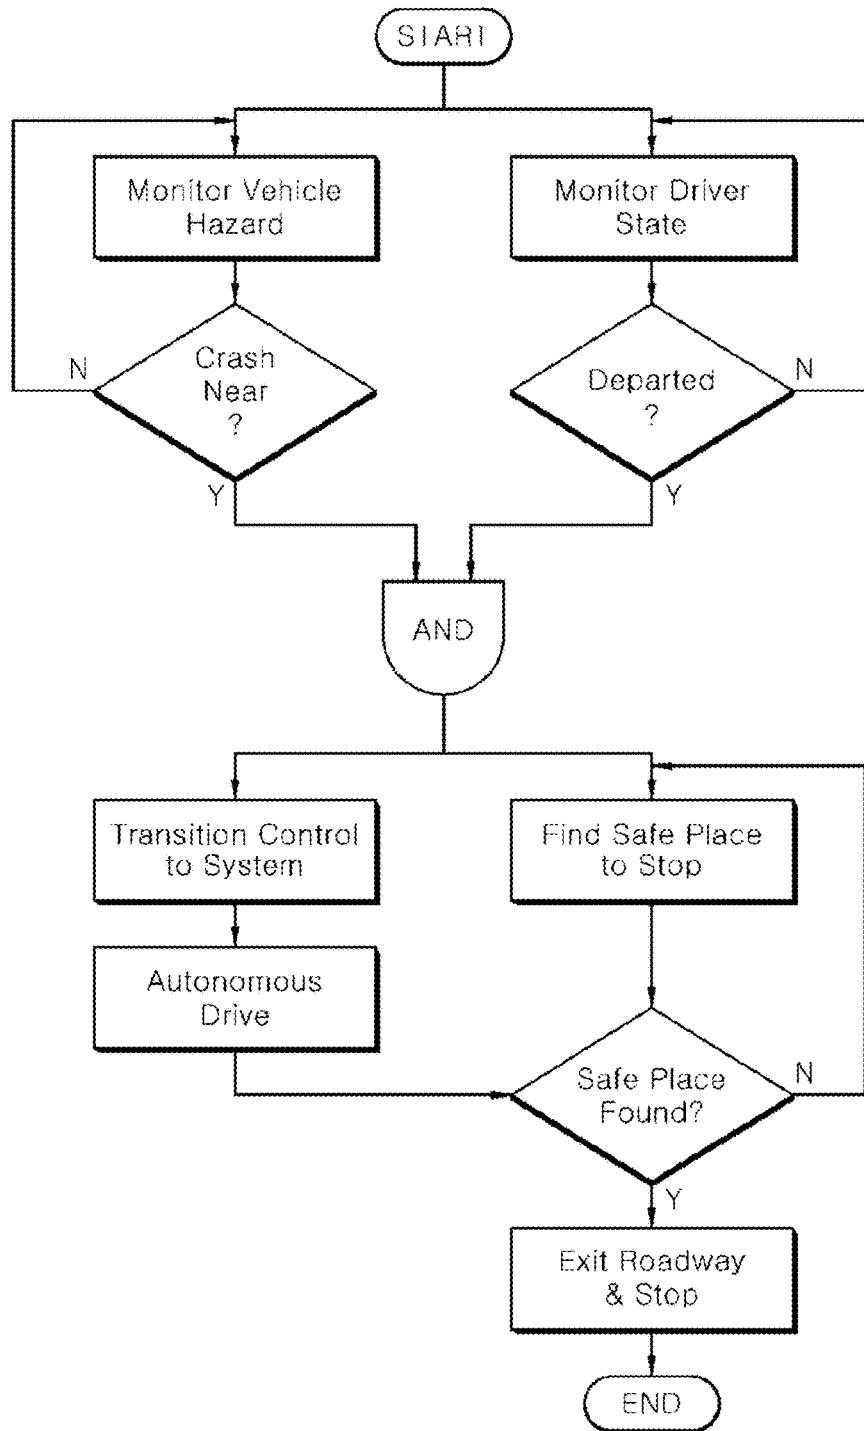 START
Monitor Vehicle
Hazard
Monitor Driver
State
Crash
Near
?
N
Y
Departed
?
N
Y
AND
Transition Control
to System
Find Safe Place
to Stop
Autonomous
Drive
Safe Place
Found?
N
Y
Exit Roadway
& Stop
END